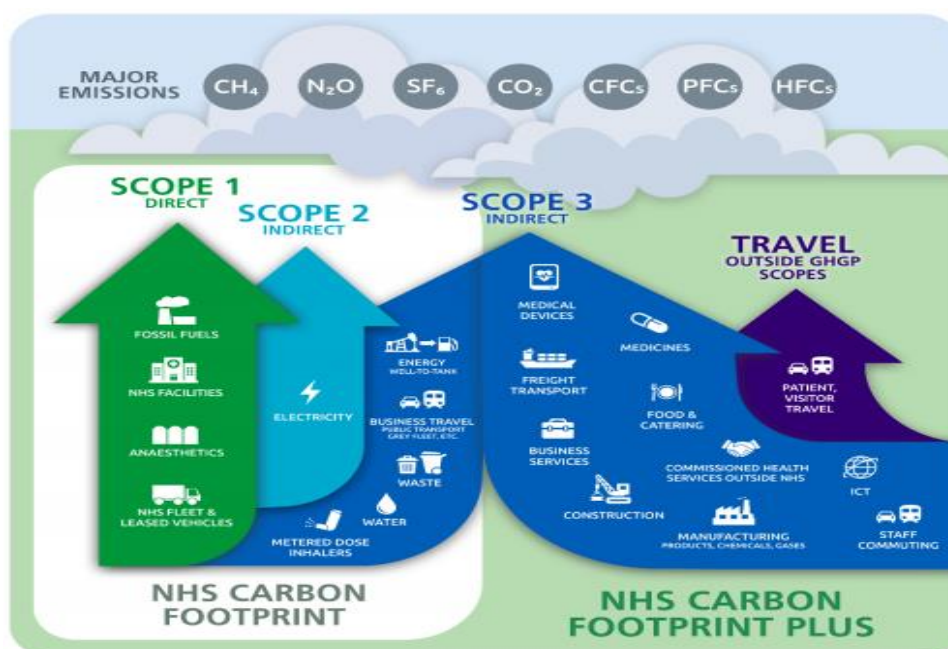 MAJOR
EMISSIONS
CH₄
N₂O
SF₆
CO₂
CFCs
PFCs
HFCs
SCOPE 1
DIRECT
SCOPE 2
INDIRECT
SCOPE 3
INDIRECT
TRAVEL
OUTSIDE GHGP
SCOPES
FOSSIL FUELS
NHS FACILITIES
ANAESTHETICS
NHS FLEET &
LEASED VEHICLES
ELECTRICITY
ENERGY
WELL-TO-TANK
BUSINESS TRAVEL
PUBLIC TRANSPORT
GREY FLEET, ETC.
WASTE
WATER
METERED DOSE
INHALERS
MEDICAL
DEVICES
FREIGHT
TRANSPORT
BUSINESS
SERVICES
CONSTRUCTION
MEDICINES
FOOD &
CATERING
COMMISSIONED HEALTH
SERVICES OUTSIDE NHS
MANUFACTURING
PRODUCTS, CHEMICALS, GASES
PATIENT,
VISITOR
TRAVEL
ICT
STAFF
COMMUTING
NHS CARBON
FOOTPRINT
NHS CARBON
FOOTPRINT PLUS